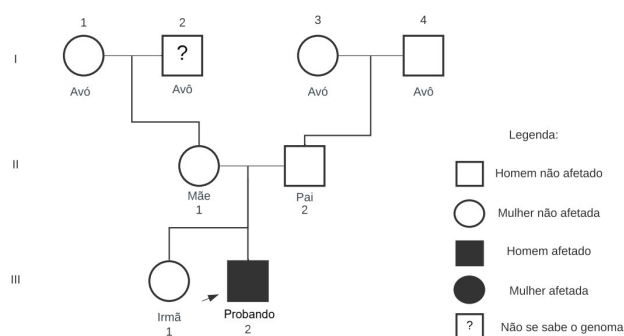 1 2 3 4
I ?
Avó Avô Avó Avô
Legenda:
II
Homem não afetado
Mãe Pai
1 2
Mulher não afetada
Homem afetado
III
Mulher afetada
Irmã Probando
1 2
? Não se sabe o genoma